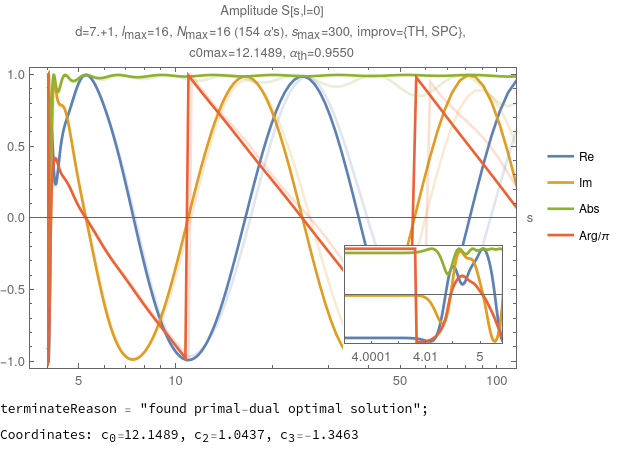 Amplitude S[s,l=0]
d=7.+1, lmax=16, Nmax=16 (154 α's), smax=300, improv={TH, SPC},
c0max=12.1489, αth=0.9550
1.0
0.5
0.0
-0.5
-1.0
5
10
50
100
s
Re
Im
Abs
Arg/π
4.0001
4.01
5
terminateReason = "found primal-dual optimal solution";
Coordinates: c0=12.1489, c2=1.0437, c3=-1.3463